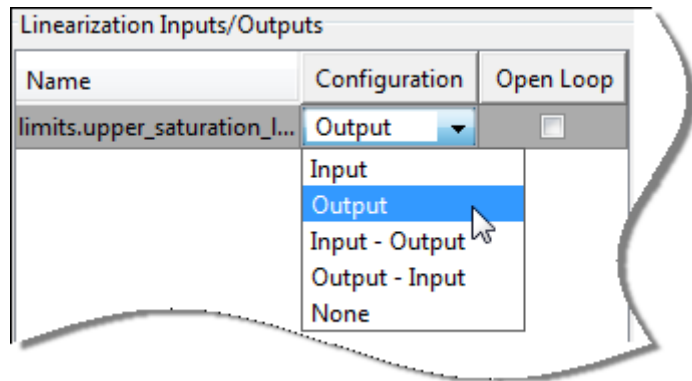 Linearization Inputs/Outputs
Name Configuration Open Loop
limits.upper_saturation_l... Output
Input
Output
Input - Output
Output - Input
None